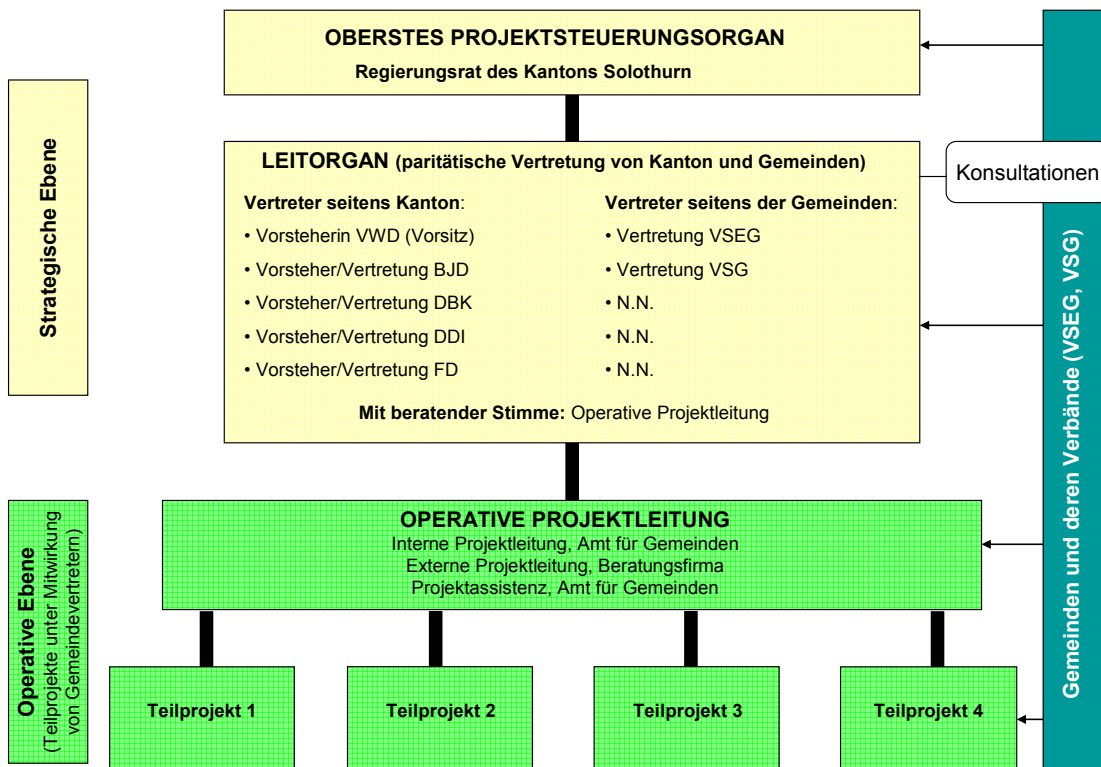 OBERSTES PROJEKTSTEUERUNGSORGAN
Regierungsrat des Kantons Solothurn
Strategische Ebene
LEITORGAN (paritätische Vertretung von Kanton und Gemeinden)
Vertreter seitens Kanton:
• Vorsteherin VWD (Vorsitz)
• Vorsteher/Vertretung BJD
• Vorsteher/Vertretung DBK
• Vorsteher/Vertretung DDI
• Vorsteher/Vertretung FD
Vertreter seitens der Gemeinden:
• Vertretung VSEG
• Vertretung VSG
• N.N.
• N.N.
• N.N.
Mit beratender Stimme: Operative Projektleitung
Konsultationen
Gemeinden und deren Verbände (VSEG, VSG)
Operative Ebene
(Teilprojekte unter Mitwirkung
von Gemeindevertretern)
OPERATIVE PROJEKTLEITUNG
Interne Projektleitung, Amt für Gemeinden
Externe Projektleitung, Beratungsfirma
Projektassistenz, Amt für Gemeinden
Teilprojekt 1
Teilprojekt 2
Teilprojekt 3
Teilprojekt 4